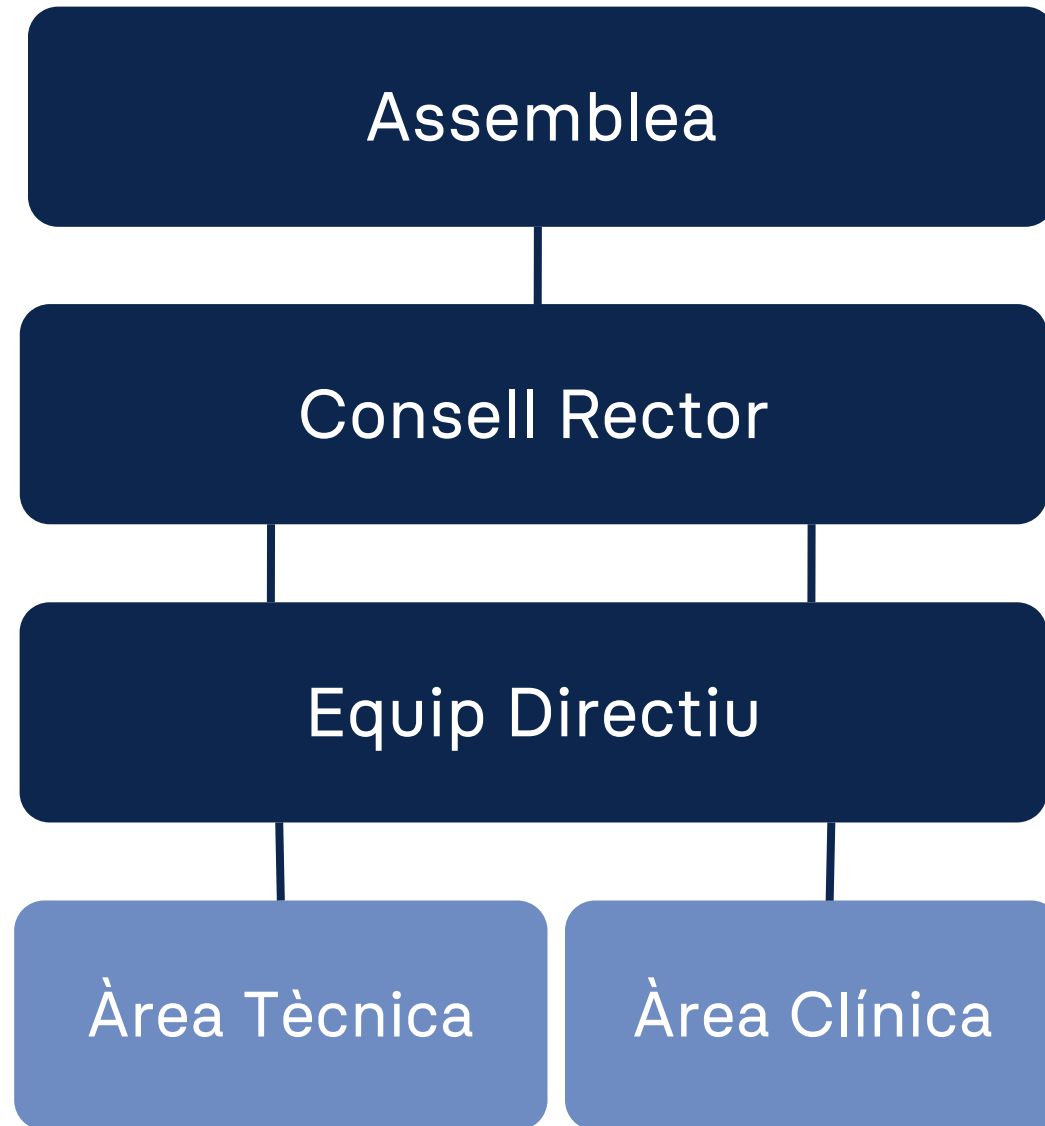 Assemblea
Consell Rector
Equip Directiu
Àrea Tècnica
Àrea Clínica